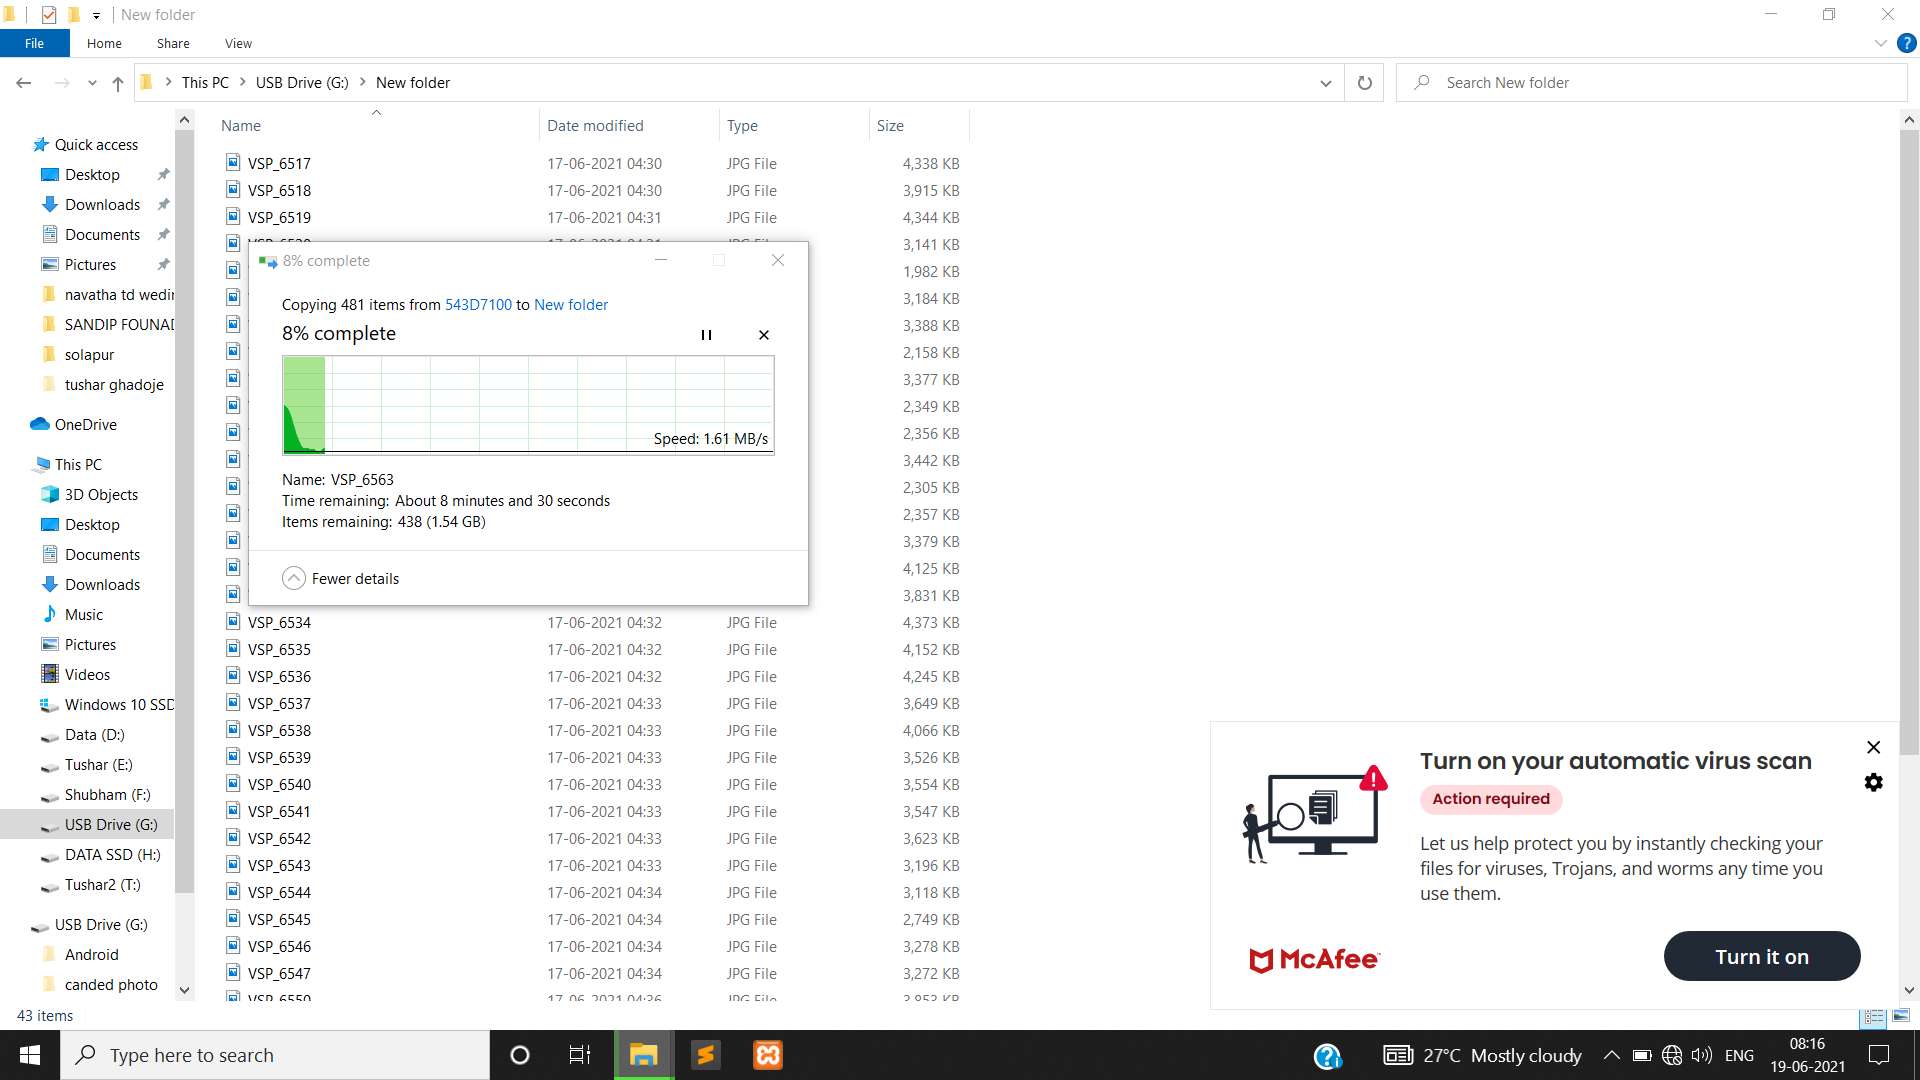 New folder
File Home Share View
This PC USB Drive (G:) New folder
Search New folder
Name Date modified Type Size
Quick access
Desktop
Downloads
Documents
Pictures
navatha td wedin
SANDIP FOUNAD
solapur
tushar ghadoje
OneDrive
This PC
3D Objects
Desktop
Documents
Downloads
Music
Pictures
Videos
Windows 10 SSD
Data (D:)
Tushar (E:)
Shubham (F:)
USB Drive (G:)
DATA SSD (H:)
Tushar2 (T:)
USB Drive (G:)
Android
canded photo
VSP_6517 17-06-2021 04:30 JPG File 4,338 KB
VSP_6518 17-06-2021 04:30 JPG File 3,915 KB
VSP_6519 17-06-2021 04:31 JPG File 4,344 KB
3,141 KB
1,982 KB
3,184 KB
3,388 KB
2,158 KB
3,377 KB
2,349 KB
2,356 KB
3,442 KB
2,305 KB
2,357 KB
3,379 KB
4,125 KB
3,831 KB
8% complete
Copying 481 items from 543D7100 to New folder
8% complete
Speed: 1.61 MB/s
Name: VSP_6563
Time remaining: About 8 minutes and 30 seconds
Items remaining: 438 (1.54 GB)
Fewer details
VSP_6534 17-06-2021 04:32 JPG File 4,373 KB
VSP_6535 17-06-2021 04:32 JPG File 4,152 KB
VSP_6536 17-06-2021 04:32 JPG File 4,245 KB
VSP_6537 17-06-2021 04:33 JPG File 3,649 KB
VSP_6538 17-06-2021 04:33 JPG File 4,066 KB
VSP_6539 17-06-2021 04:33 JPG File 3,526 KB
VSP_6540 17-06-2021 04:33 JPG File 3,554 KB
VSP_6541 17-06-2021 04:33 JPG File 3,547 KB
VSP_6542 17-06-2021 04:33 JPG File 3,623 KB
VSP_6543 17-06-2021 04:33 JPG File 3,196 KB
VSP_6544 17-06-2021 04:34 JPG File 3,118 KB
VSP_6545 17-06-2021 04:34 JPG File 2,749 KB
VSP_6546 17-06-2021 04:34 JPG File 3,278 KB
VSP_6547 17-06-2021 04:34 JPG File 3,272 KB
VSP_6550 17-06-2021 04:36 JPG File 3,853 KB
Turn on your automatic virus scan
Action required
Let us help protect you by instantly checking your
files for viruses, Trojans, and worms any time you
use them.
McAfee
Turn it on
43 items
Type here to search
27°C Mostly cloudy
ENG
08:16
19-06-2021